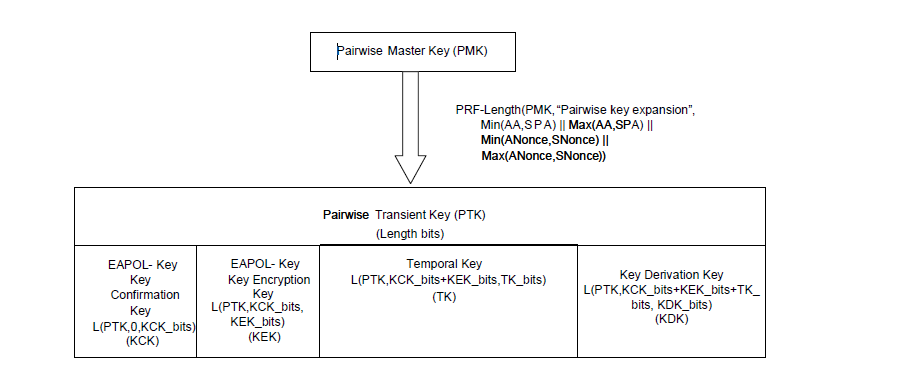 Pairwise Master Key (PMK)
PRF-Length(PMK, “Pairwise key expansion”,
Min(AA,SPA) || Max(AA,SPA) ||
Min(ANonce,SNonce) ||
Max(ANonce,SNonce))
Pairwise Transient Key (PTK)
(Length bits)
EAPOL- Key
Key
Confirmation
Key
L(PTK,0,KCK_bits)
(KCK)
EAPOL- Key
Key Encryption
Key
L(PTK,KCK_bits,
KEK_bits)
(KEK)
Temporal Key
L(PTK,KCK_bits+KEK_bits,TK_bits)
(TK)
Key Derivation Key
L(PTK,KCK_bits+KEK_bits+TK_
bits, KDK_bits)
(KDK)